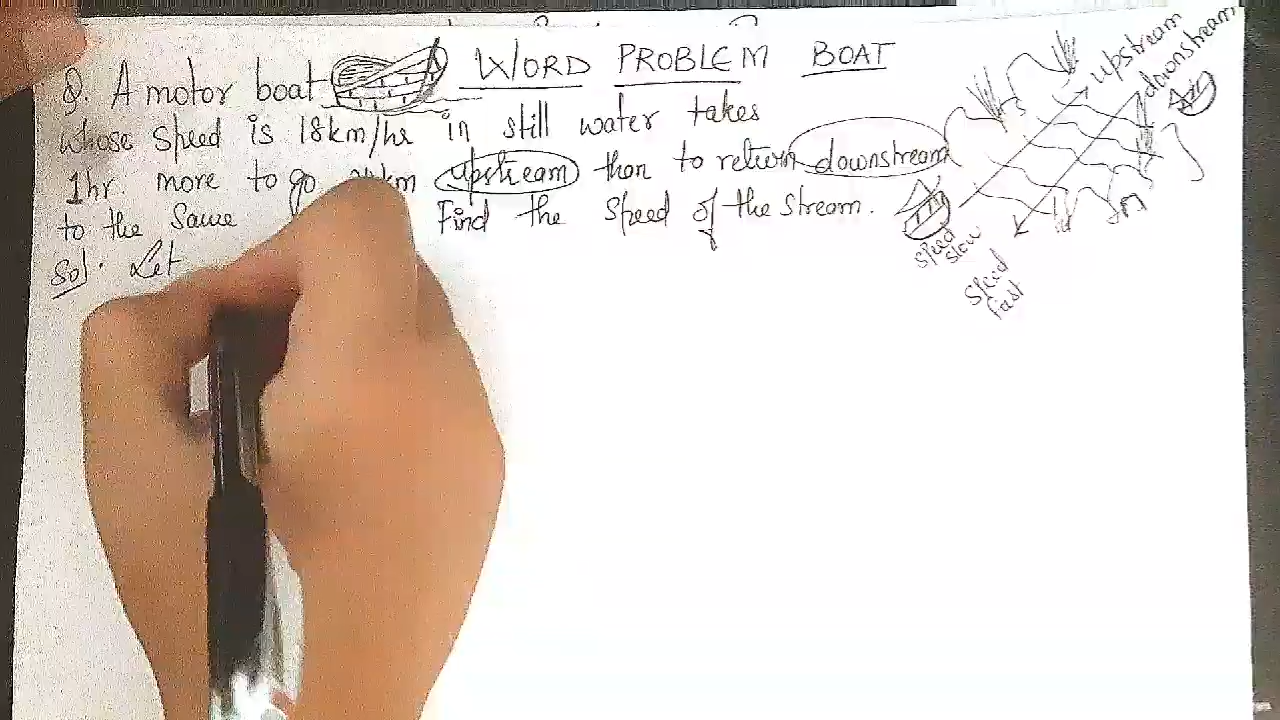 WORD PROBLEM BOAT
Q. A motor boat
whose speed is 18km/hr in still water takes
1hr more to go km upstream than to return downstream
to the same Find the speed of the stream.
Sol. Let
upstream
downstream
speed
slow
speed
fast